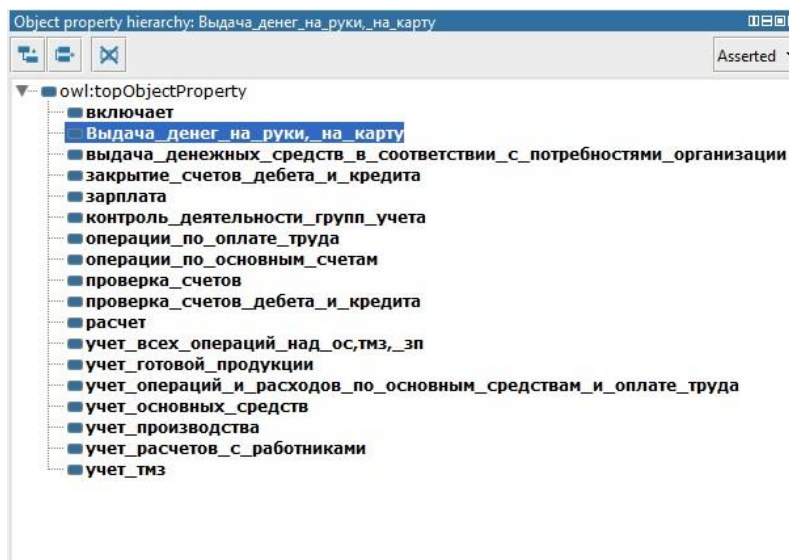 Object property hierarchy: Выдача_денег_на_руки,_на_карту
Asserted
owl:topObjectProperty
включает
Выдача_денег_на_руки,_на_карту
выдача_денежных_средств_в_соответствии_с_потребностями_организации
закрытие_счетов_дебета_и_кредита
зарплата
контроль_деятельности_групп_учета
операции_по_оплате_труда
операции_по_основным_счетам
проверка_счетов
проверка_счетов_дебета_и_кредита
расчет
учет_всех_операций_над_ос,тмз,_зп
учет_готовой_продукции
учет_операций_и_расходов_по_основным_средствам_и_оплате_труда
учет_основных_средств
учет_производства
учет_расчетов_с_работниками
учет_тмз